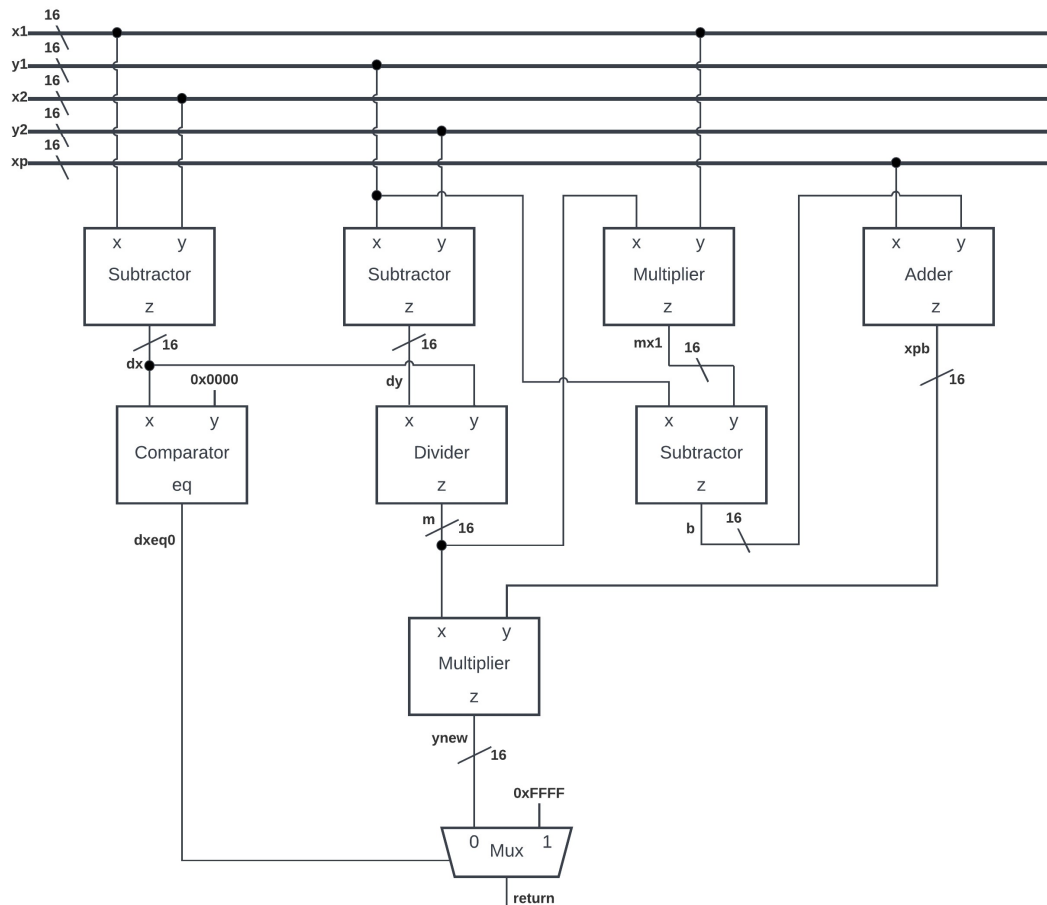 16
x1
16
y1
16
x2
16
y2
16
xp
x y
Subtractor
z
x y
Subtractor
z
x y
Multiplier
z
x y
Adder
z
16
dx
0x0000
16
dy
mx1
16
xpb
16
x y
Comparator
eq
x y
Divider
z
x y
Subtractor
z
dxeq0
m
16
b
16
x y
Multiplier
z
ynew
16
0xFFFF
0 1
Mux
return